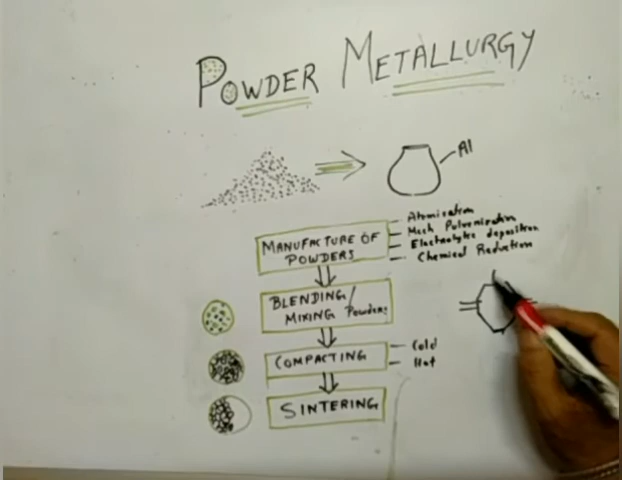 POWDER METALLURGY
Al
MANUFACTURE OF
POWDERS
Atomisation
Mech Pulverization
Electrolytic deposition
Chemical Reduction
BLENDING/
MIXING Powders
COMPACTING
Cold
Hot
SINTERING